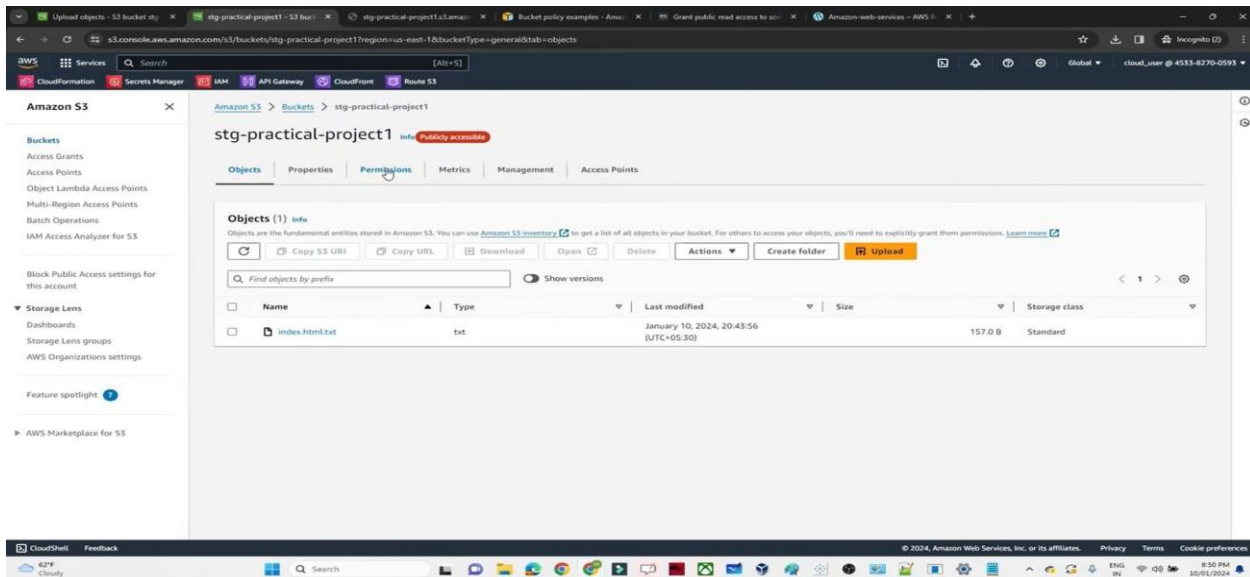 Upload objects - S3 bucket stg
stg-practical-project1 - S3 buc
stg-practical-project1.s3.amaz
Bucket policy examples - Ama
Grant public read access to so
Amazon-web-services – AWS
s3.console.aws.amazon.com/s3/buckets/stg-practical-project1?region=us-east-1&bucketType=general&tab=objects
Incognito (2)
aws
Services
Search
[Alt+S]
Global
cloud_user @ 4533-8270-0593
CloudFormation
Secrets Manager
IAM
API Gateway
CloudFront
Route 53
Amazon S3
Buckets
Access Grants
Access Points
Object Lambda Access Points
Multi-Region Access Points
Batch Operations
IAM Access Analyzer for S3
Block Public Access settings for
this account
Storage Lens
Dashboards
Storage Lens groups
AWS Organizations settings
Feature spotlight 7
AWS Marketplace for S3
Amazon S3 > Buckets > stg-practical-project1
stg-practical-project1 Info Publicly accessible
Objects
Properties
Permissions
Metrics
Management
Access Points
Objects (1) Info
Objects are the fundamental entities stored in Amazon S3. You can use Amazon S3 inventory to get a list of all objects in your bucket. For others to access your objects, you'll need to explicitly grant them permissions. Learn more
Copy S3 URI
Copy URL
Download
Open
Delete
Actions
Create folder
Upload
Find objects by prefix
Show versions
1
Name
Type
Last modified
Size
Storage class
index.html.txt
txt
January 10, 2024, 20:43:56
(UTC+05:30)
157.0 B
Standard
CloudShell
Feedback
© 2024, Amazon Web Services, Inc. or its affiliates.
Privacy
Terms
Cookie preferences
62°F
Cloudy
Search
ENG
IN
8:50 PM
10/01/2024